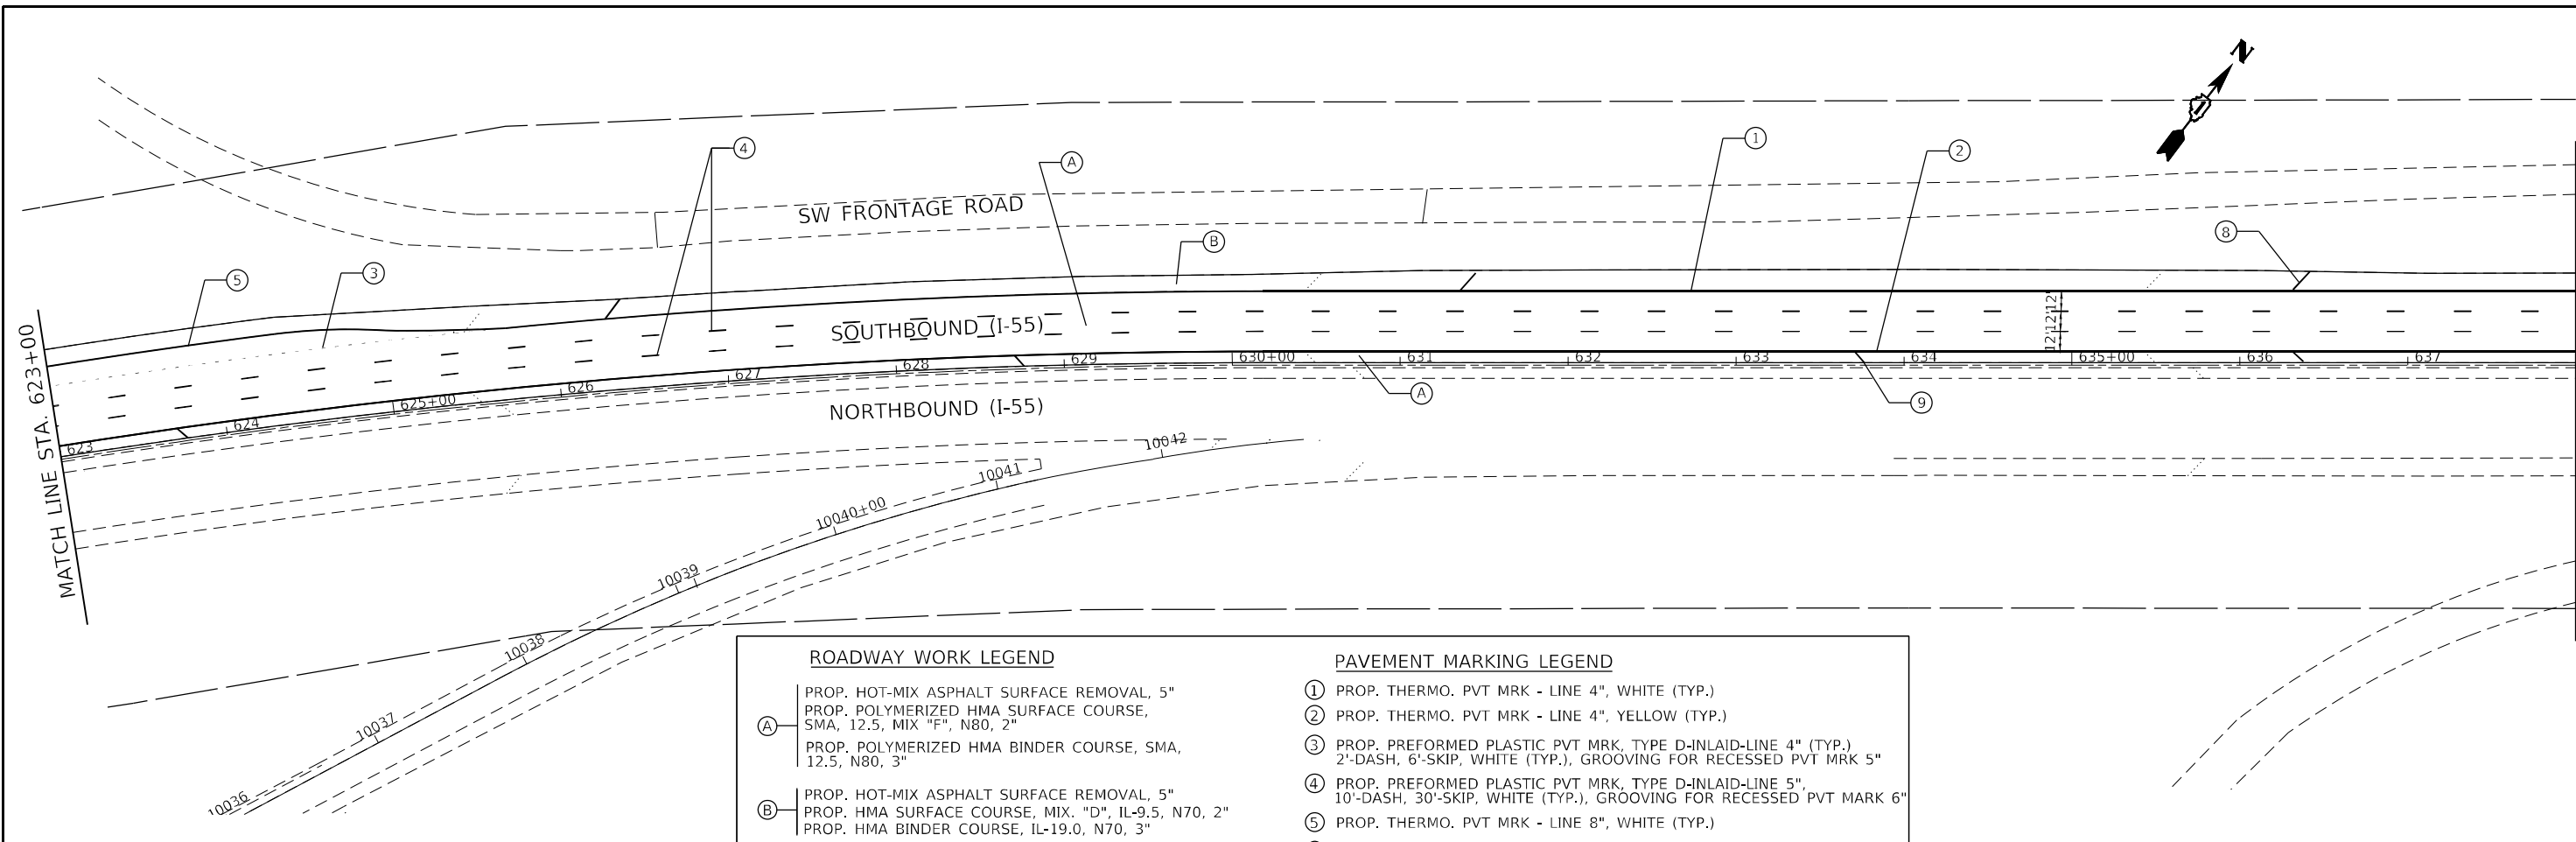 N
4
1
A
2
SW FRONTAGE ROAD
B
8
5
3
SOUTHBOUND (I-55)
12'12'12'
MATCH LINE STA. 623+00
623
624
625+00
626
627
628
629
630+00
631
632
633
634
635+00
636
637
A
9
NORTHBOUND (I-55)
10036
10037
10038
10039
10040+00
10041
10042
ROADWAY WORK LEGEND
A
PROP. HOT-MIX ASPHALT SURFACE REMOVAL, 5"
PROP. POLYMERIZED HMA SURFACE COURSE,
SMA, 12.5, MIX "F", N80, 2"
PROP. POLYMERIZED HMA BINDER COURSE, SMA,
12.5, N80, 3"
B
PROP. HOT-MIX ASPHALT SURFACE REMOVAL, 5"
PROP. HMA SURFACE COURSE, MIX. "D", IL-9.5, N70, 2"
PROP. HMA BINDER COURSE, IL-19.0, N70, 3"
PAVEMENT MARKING LEGEND
1 PROP. THERMO. PVT MRK - LINE 4", WHITE (TYP.)
2 PROP. THERMO. PVT MRK - LINE 4", YELLOW (TYP.)
3 PROP. PREFORMED PLASTIC PVT MRK, TYPE D-INLAID-LINE 4" (TYP.)
2'-DASH, 6'-SKIP, WHITE (TYP.), GROOVING FOR RECESSED PVT MRK 5"
4 PROP. PREFORMED PLASTIC PVT MRK, TYPE D-INLAID-LINE 5",
10'-DASH, 30'-SKIP, WHITE (TYP.), GROOVING FOR RECESSED PVT MARK 6"
5 PROP. THERMO. PVT MRK - LINE 8", WHITE (TYP.)